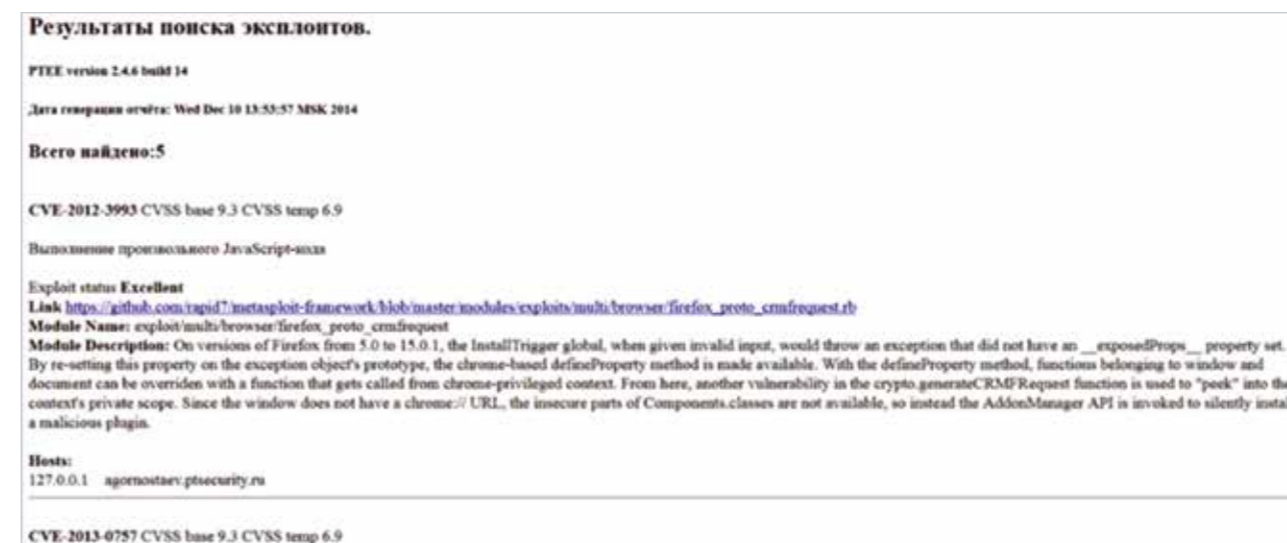 Результаты поиска эксплоитов.
PTEE version 2.4.6 build 14
Дата генерации отчёта: Wed Dec 10 13:53:57 MSK 2014
Всего найдено:5
CVE-2012-3993 CVSS base 9.3 CVSS temp 6.9
Выполнение произвольного JavaScript-кода
Exploit status Excellent
Link https://github.com/rapid7/metasploit-framework/blob/master/modules/exploits/multi/browser/firefox_proto_crmfrequest.rb
Module Name: exploit/multi/browser/firefox_proto_crmfrequest
Module Description: On versions of Firefox from 5.0 to 15.0.1, the InstallTrigger global, when given invalid input, would throw an exception that did not have an __exposedProps__ property set.
By re-setting this property on the exception object's prototype, the chrome-based defineProperty method is made available. With the defineProperty method, functions belonging to window and
document can be overriden with a function that gets called from chrome-privileged context. From here, another vulnerability in the crypto.generateCRMFRequest function is used to "peek" into the
context's private scope. Since the window does not have a chrome:// URL, the insecure parts of Components.classes are not available, so instead the AddonManager API is invoked to silently instal
a malicious plugin.
Hosts:
127.0.0.1 agornostaev.ptsecurity.ru
CVE-2013-0757 CVSS base 9.3 CVSS temp 6.9